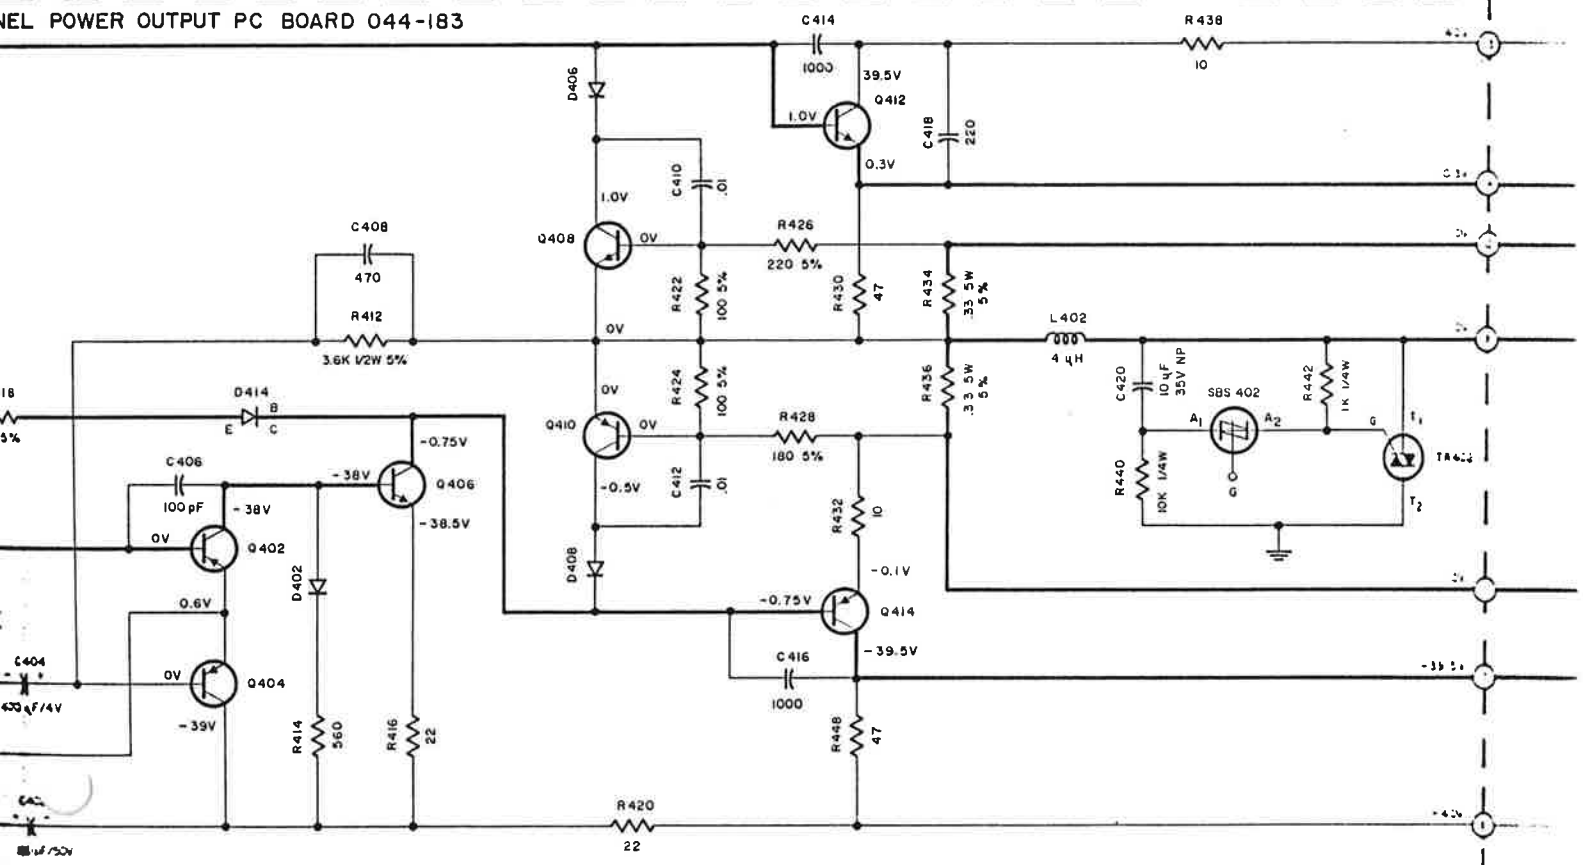 NEL POWER OUTPUT PC BOARD 044-183
C414
1000
R438
10
39.5V
Q412
1.0V
0.3V
C418
220
D406
C410
.01
1.0V
Q408
0V
R426
220 5%
C408
470
R412
3.6K 1/2W 5%
R422
100 5%
R430
47
R434
.33 5W
5%
0V
L402
4 µH
18
5%
D414
B
E
C
0V
R424
100 5%
R436
.33 5W
5%
C420
10 µF
35V NP
SBS 402
R442
1K 1/4W
A1
A2
G
T1
-0.75V
Q410
0V
R428
180 5%
C406
100 pF
-38V
Q406
-38V
-0.5V
C412
.01
R440
10K 1/4W
G
T2
-38.5V
R432
10
0V
Q402
D402
D408
-0.1V
-0.75V
Q414
0.6V
-39.5V
C404
- +
0V
Q404
C416
1000
-39V
R414
560
R416
22
R448
47
R420
22